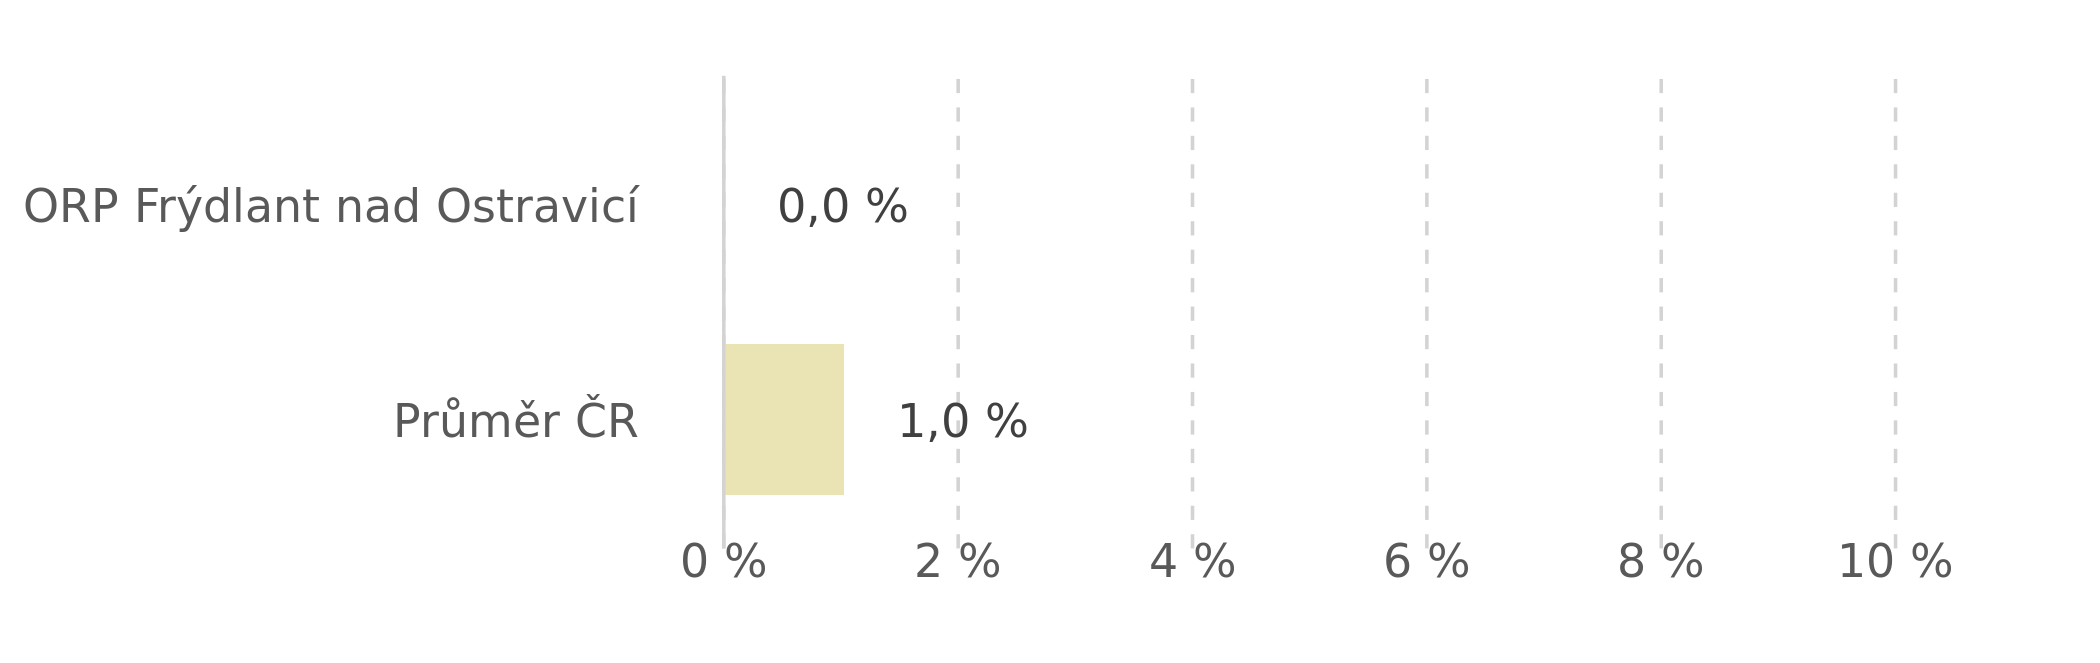 ORP Frýdlant nad Ostravicí 0,0 %
Průměr ČR 1,0 %
0 % 2 % 4 % 6 % 8 % 10 %